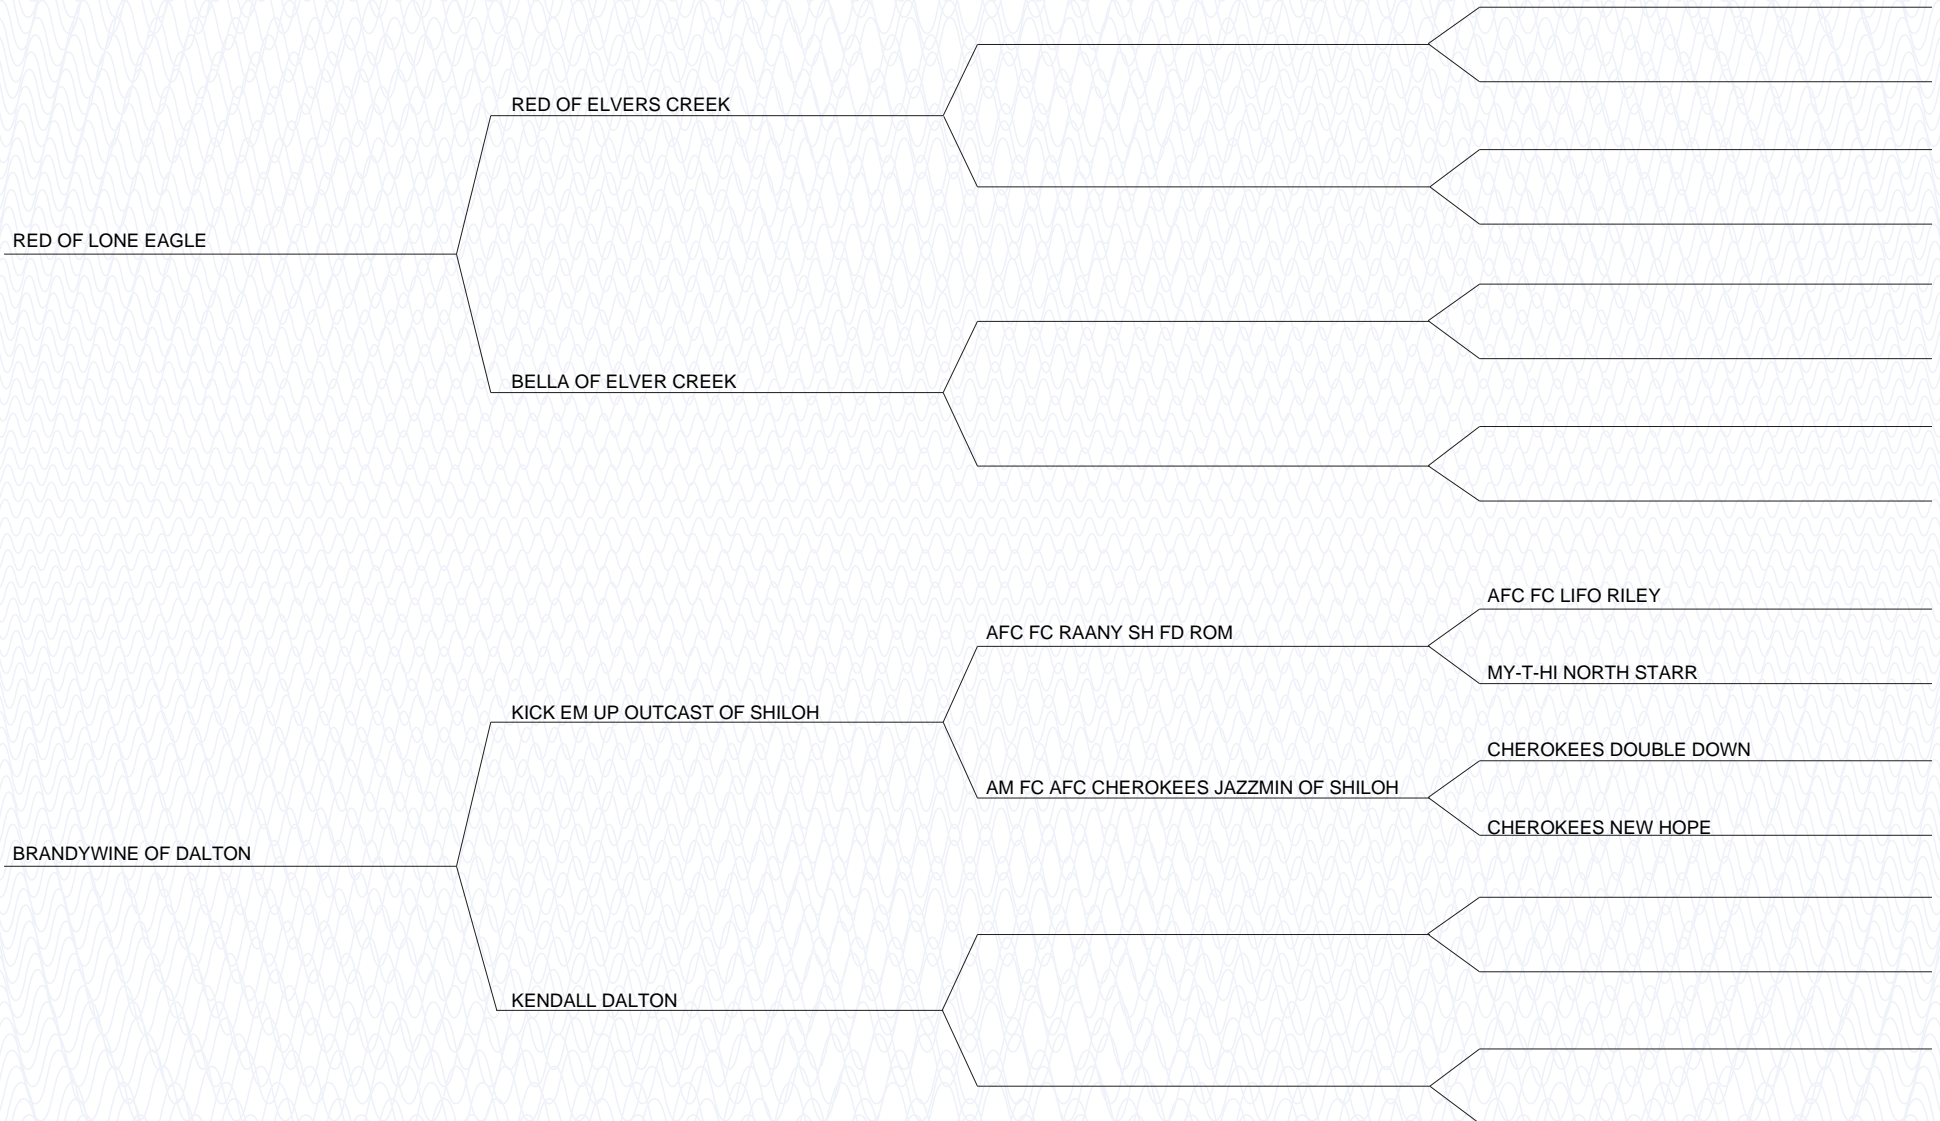 RED OF ELVERS CREEK
RED OF LONE EAGLE
BELLA OF ELVER CREEK
AFC FC LIFO RILEY
AFC FC RAANY SH FD ROM
MY-T-HI NORTH STARR
KICK EM UP OUTCAST OF SHILOH
CHEROKEES DOUBLE DOWN
AM FC AFC CHEROKEES JAZZMIN OF SHILOH
CHEROKEES NEW HOPE
BRANDYWINE OF DALTON
KENDALL DALTON